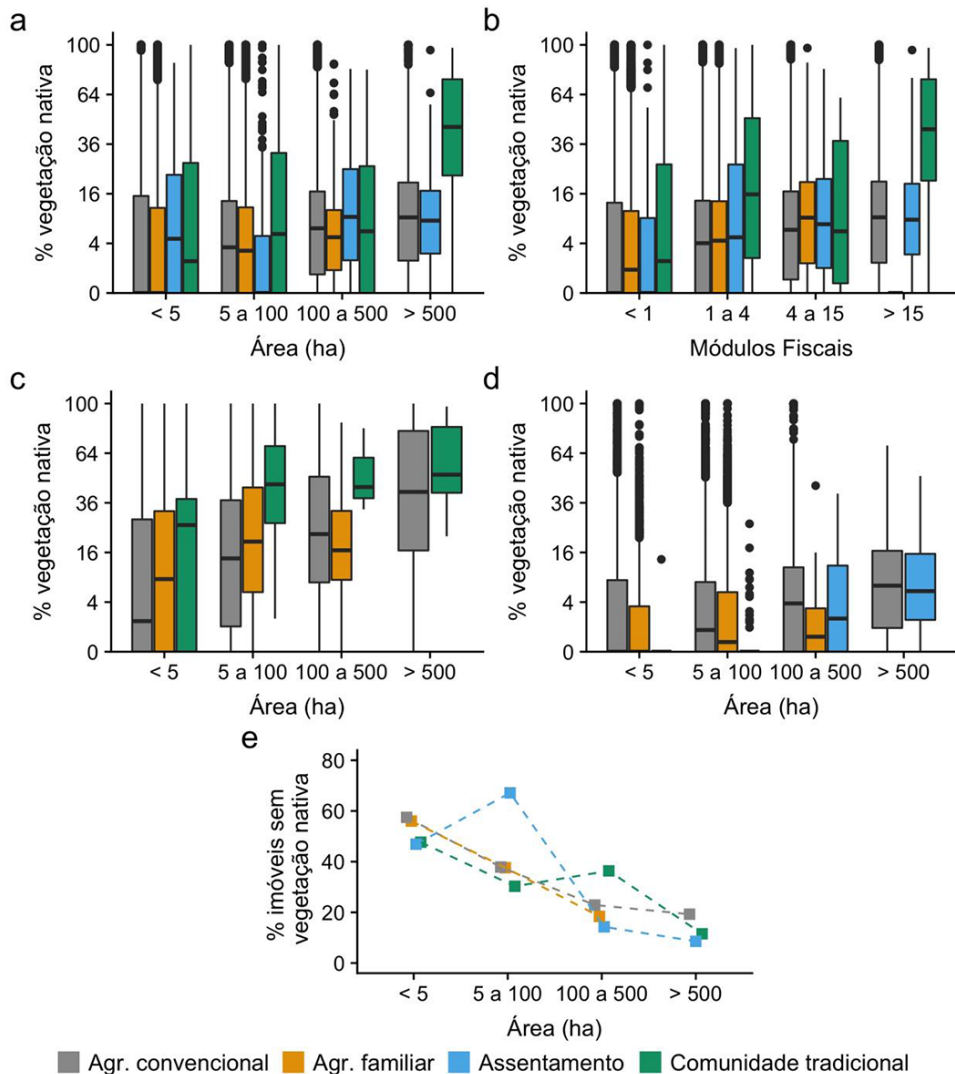 a
% vegetação nativa
100
64
36
16
4
0
< 5
5 a 100
100 a 500
> 500
Área (ha)
b
% vegetação nativa
100
64
36
16
4
0
< 1
1 a 4
4 a 15
> 15
Módulos Fiscais
c
% vegetação nativa
100
64
36
16
4
0
< 5
5 a 100
100 a 500
> 500
Área (ha)
d
% vegetação nativa
100
64
36
16
4
0
< 5
5 a 100
100 a 500
> 500
Área (ha)
e
% imóveis sem
vegetação nativa
80
60
40
20
0
< 5
5 a 100
100 a 500
> 500
Área (ha)
Agr. convencional
Agr. familiar
Assentamento
Comunidade tradicional